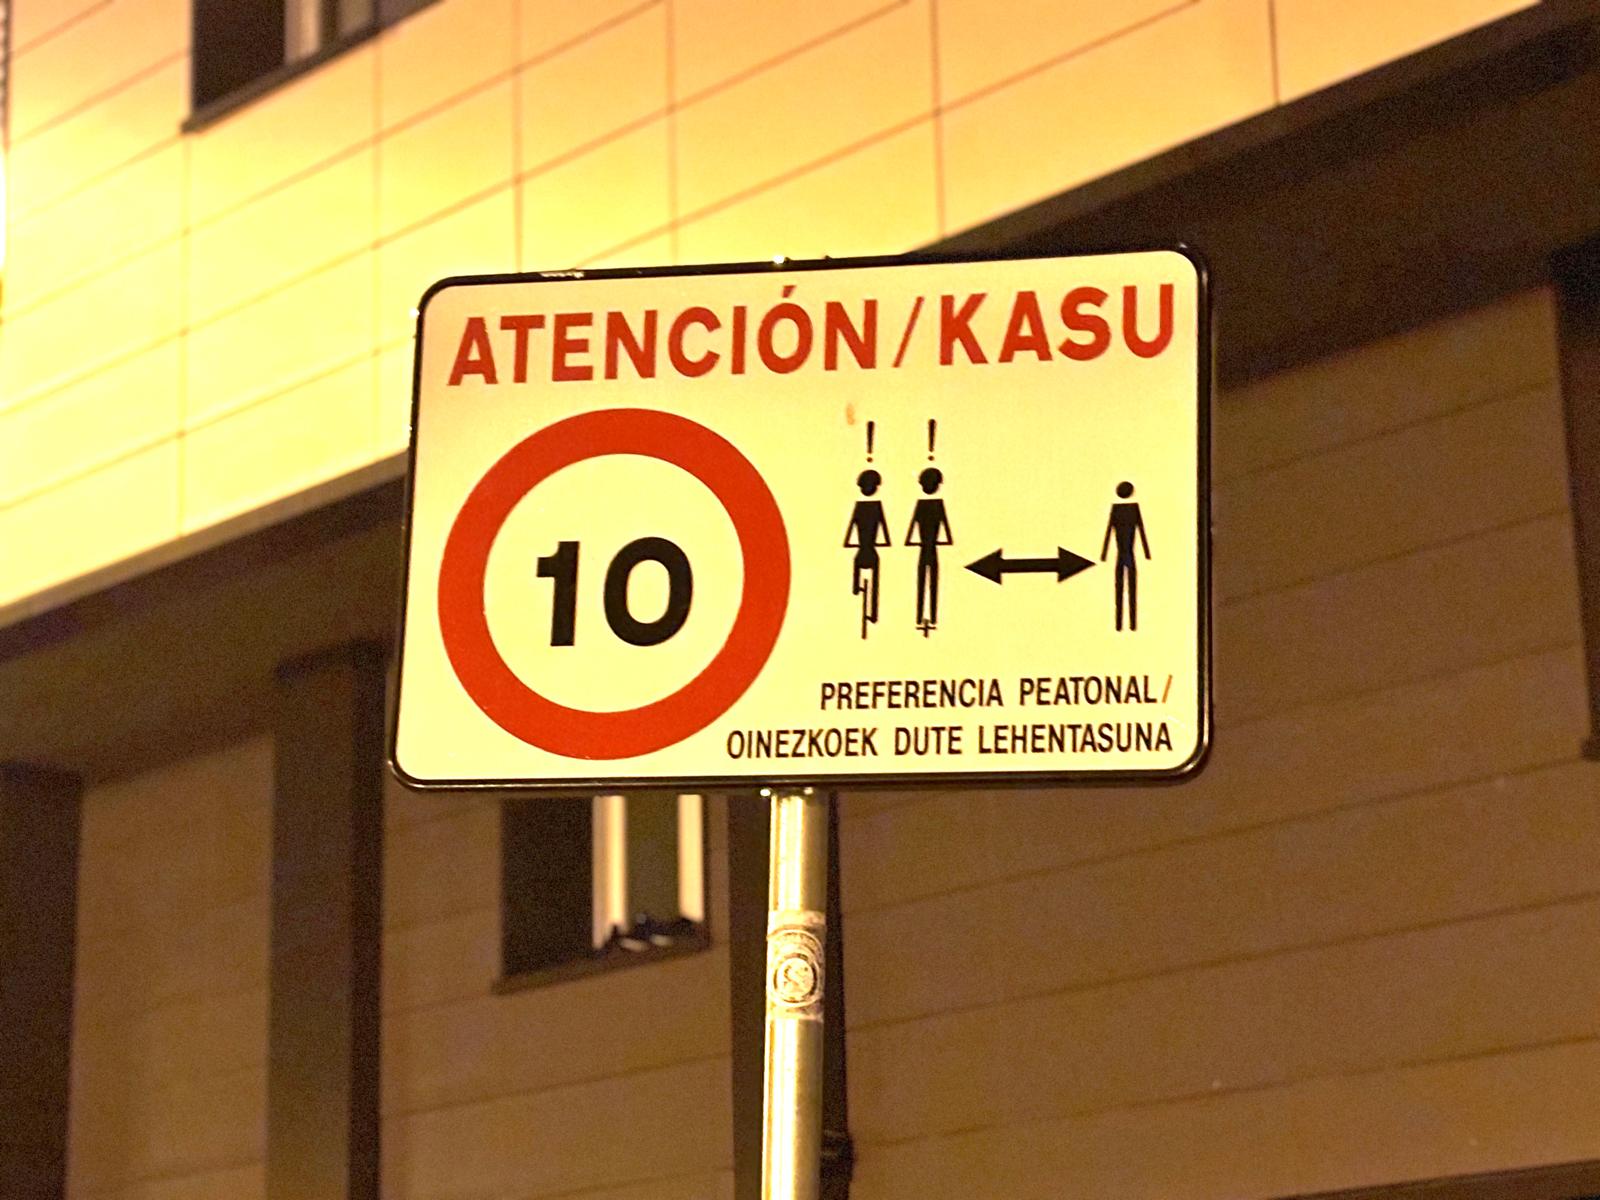 ATENCIÓN/KASU
10
! !
PREFERENCIA PEATONAL/
OINEZKOEK DUTE LEHENTASUNA